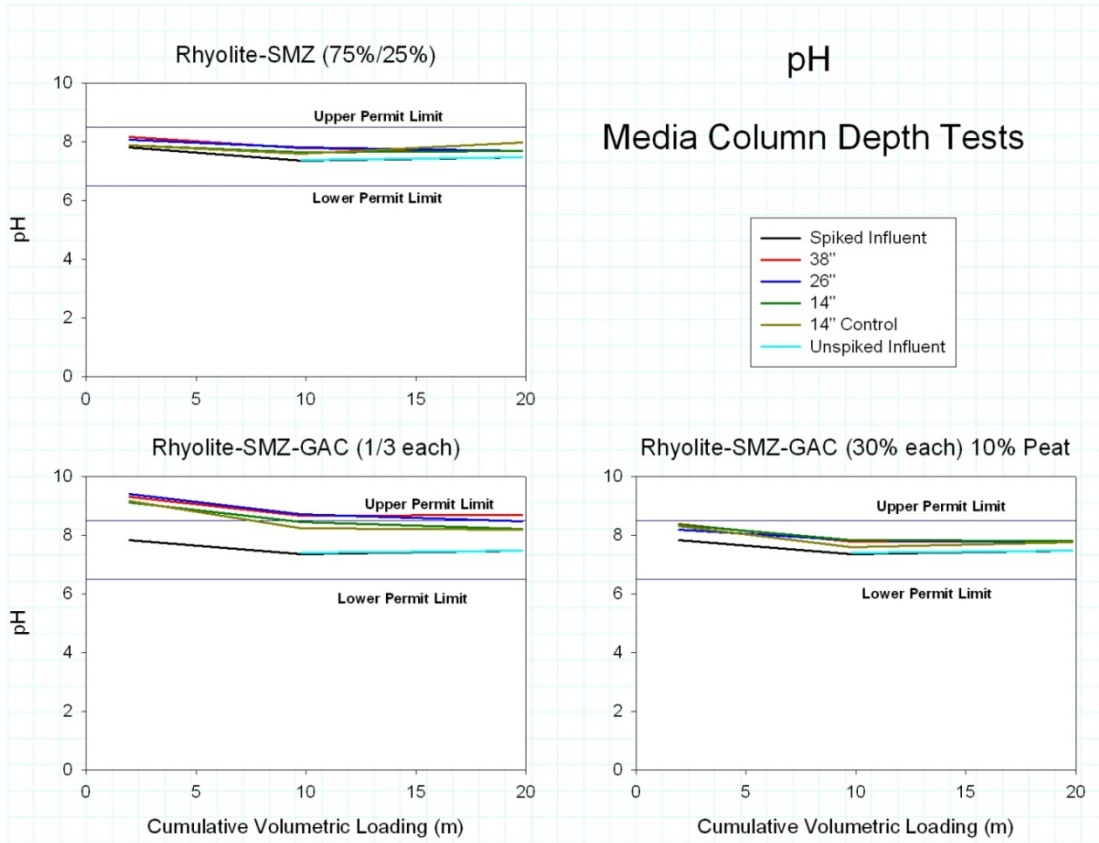 Rhyolite-SMZ (75%/25%)
10
8
6
4
2
0
pH
Upper Permit Limit
Lower Permit Limit
0 5 10 15 20
pH
Media Column Depth Tests
Spiked Influent
38"
26"
14"
14" Control
Unspiked Influent
Rhyolite-SMZ-GAC (1/3 each)
10
8
6
4
2
0
pH
Upper Permit Limit
Lower Permit Limit
0 5 10 15 20
Cumulative Volumetric Loading (m)
Rhyolite-SMZ-GAC (30% each) 10% Peat
10
8
6
4
2
0
Upper Permit Limit
Lower Permit Limit
0 5 10 15 20
Cumulative Volumetric Loading (m)